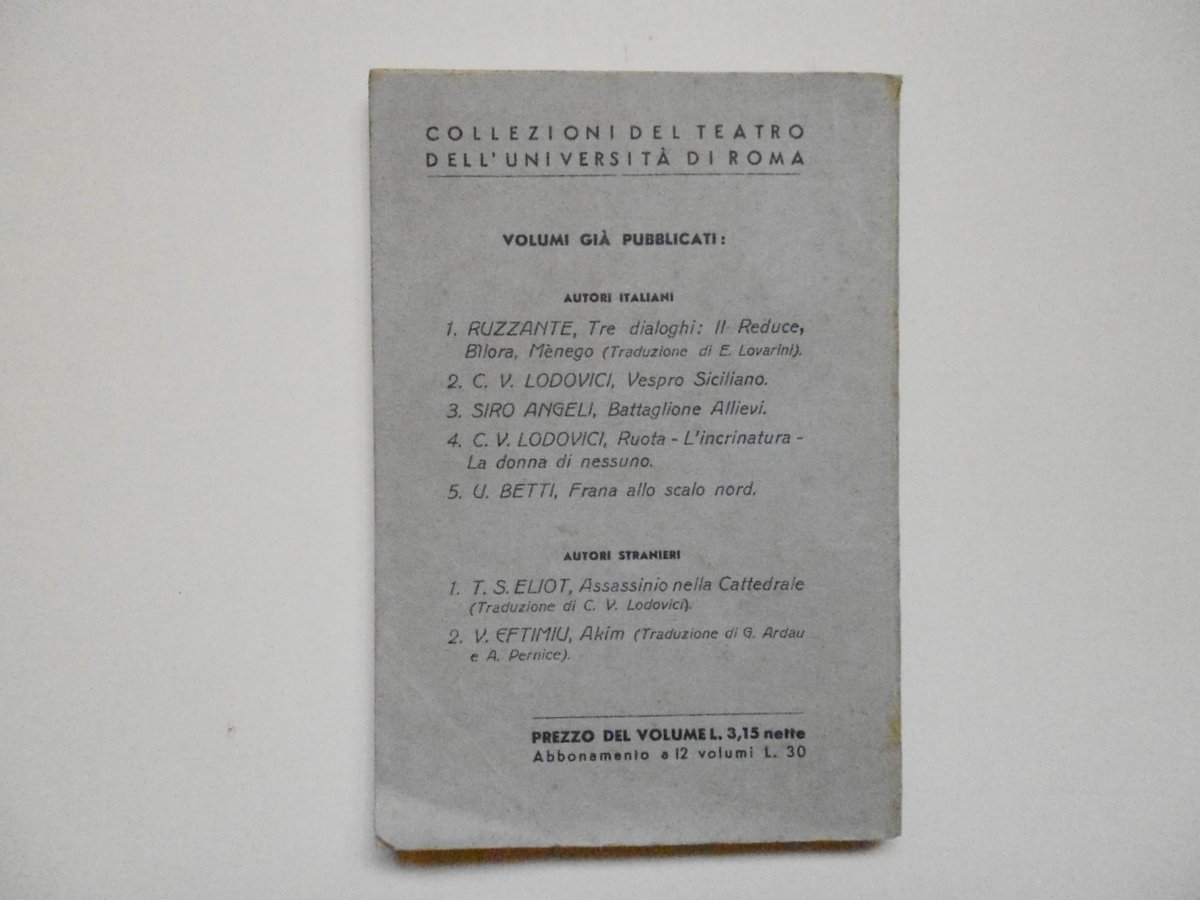 COLLEZIONI DEL TEATRO
DELL'UNIVERSITÀ DI ROMA
VOLUMI GIÀ PUBBLICATI:
AUTORI ITALIANI
1. RUZZANTE, Tre dialoghi: Il Reduce,
Bìlora, Mènego (Traduzione di E. Lovarini).
2. C. V. LODOVICI, Vespro Siciliano.
3. SIRO ANGELI, Battaglione Allievi.
4. C. V. LODOVICI, Ruota - L'incrinatura -
La donna di nessuno.
5. U. BETTI, Frana allo scalo nord.
AUTORI STRANIERI
1. T. S. ELIOT, Assassinio nella Cattedrale
(Traduzione di C. V. Lodovici).
2. V. EFTIMIU, Akim (Traduzione di G. Ardau
e A. Pernice).
PREZZO DEL VOLUME L. 3,15 nette
Abbonamento a 12 volumi L. 30